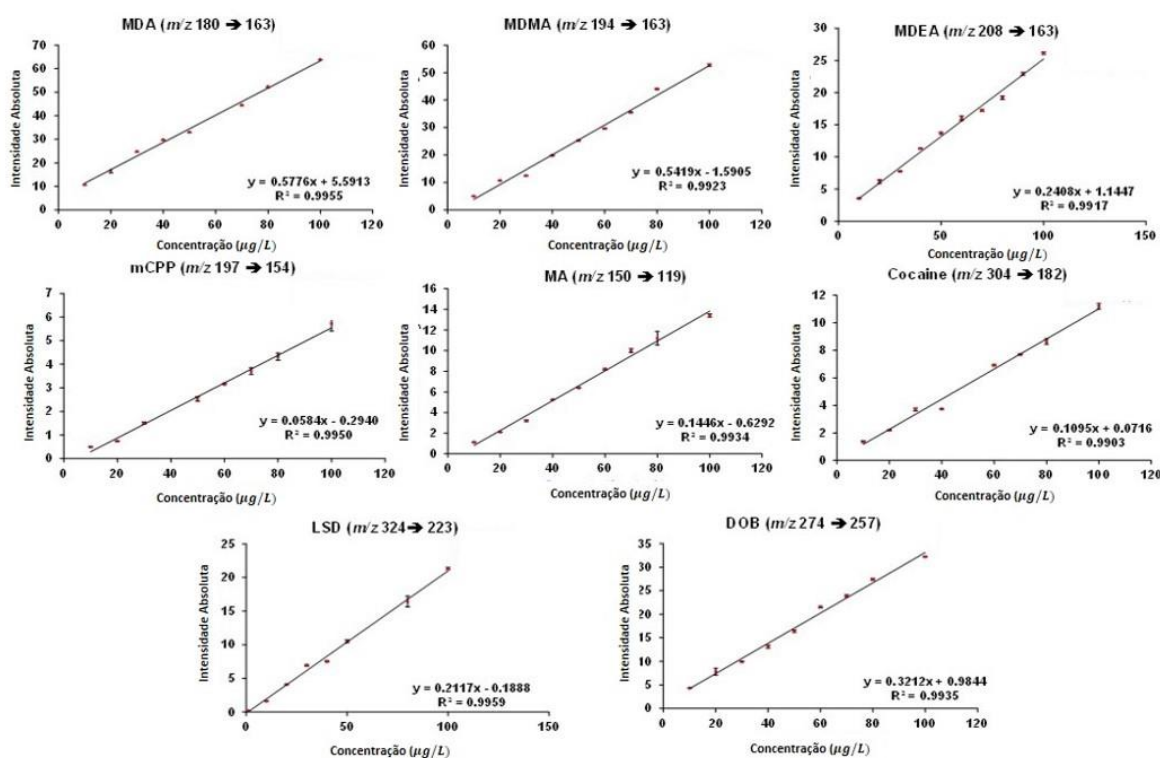 MDA (m/z 180 ➔ 163)
Intensidade Absoluta
70
60
50
40
30
20
10
0
y = 0.5776x + 5.5913
R² = 0.9955
0 20 40 60 80 100 120
Concentração (μg/L)
MDMA (m/z 194 ➔ 163)
Intensidade Absoluta
60
50
40
30
20
10
0
y = 0.5419x - 1.5905
R² = 0.9923
0 20 40 60 80 100 120
Concentração (μg/L)
MDEA (m/z 208 ➔ 163)
Intensidade Absoluta
30
25
20
15
10
5
0
y = 0.2408x + 1.1447
R² = 0.9917
0 50 100 150
Concentração (μg/L)
mCPP (m/z 197 ➔ 154)
Intensidade Absoluta
7
6
5
4
3
2
1
0
y = 0.0584x - 0.2940
R² = 0.9950
0 20 40 60 80 100 120
Concentração (μg/L)
MA (m/z 150 ➔ 119)
Intensidade Absoluta
16
14
12
10
8
6
4
2
0
y = 0.1446x - 0.6292
R² = 0.9934
0 20 40 60 80 100 120
Concentração (μg/L)
Cocaine (m/z 304 ➔ 182)
Intensidade Absoluta
12
10
8
6
4
2
0
y = 0.1095x + 0.0716
R² = 0.9903
0 20 40 60 80 100 120
Concentração (μg/L)
LSD (m/z 324 ➔ 223)
Intensidade Absoluta
25
20
15
10
5
0
y = 0.2117x - 0.1888
R² = 0.9959
0 50 100 150
Concentração (μg/L)
DOB (m/z 274 ➔ 257)
Intensidade Absoluta
35
30
25
20
15
10
5
0
y = 0.3212x + 0.9844
R² = 0.9935
0 20 40 60 80 100 120
Concentração (μg/L)